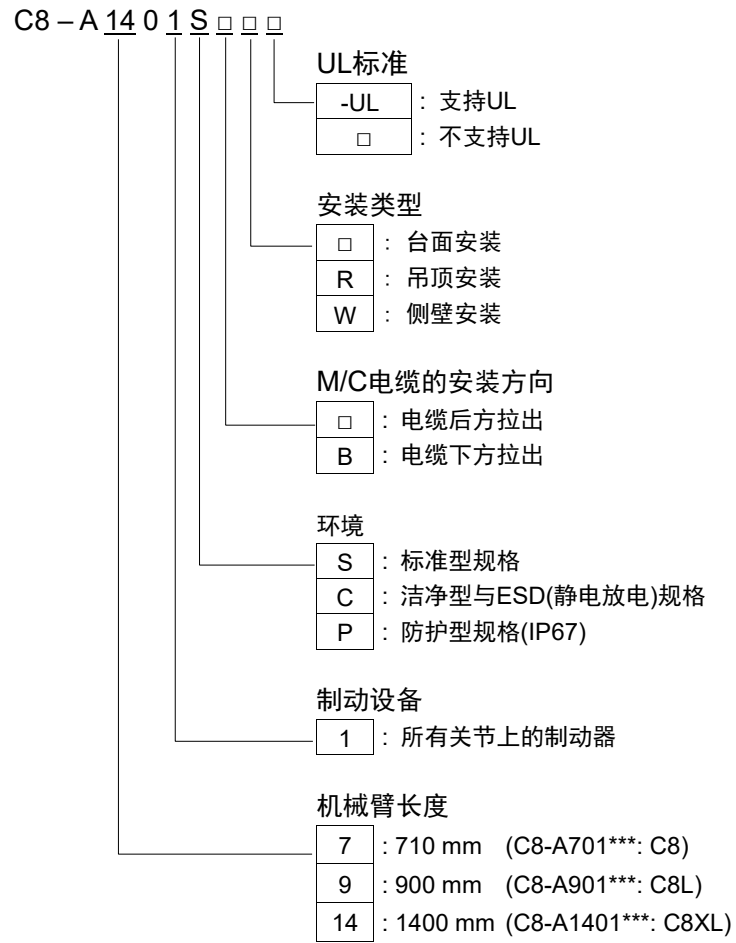 C8 – A 14 0 1 S □ □ □
UL标准
-UL : 支持UL
□ : 不支持UL
安装类型
□ : 台面安装
R : 吊顶安装
W : 侧壁安装
M/C电缆的安装方向
□ : 电缆后方拉出
B : 电缆下方拉出
环境
S : 标准型规格
C : 洁净型与ESD(静电放电)规格
P : 防护型规格(IP67)
制动设备
1 : 所有关节上的制动器
机械臂长度
7 : 710 mm (C8-A701***: C8)
9 : 900 mm (C8-A901***: C8L)
14 : 1400 mm (C8-A1401***: C8XL)